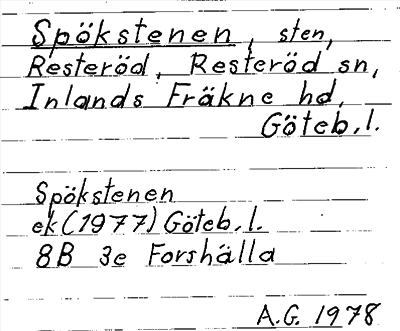 Spökstenen, sten,
Resteröd, Resteröd sn,
Inlands Fräkne hd,
Göteb.l.
Spökstenen
ek (1977) Göteb.l.
8B 3e Forshälla
A.G. 1978